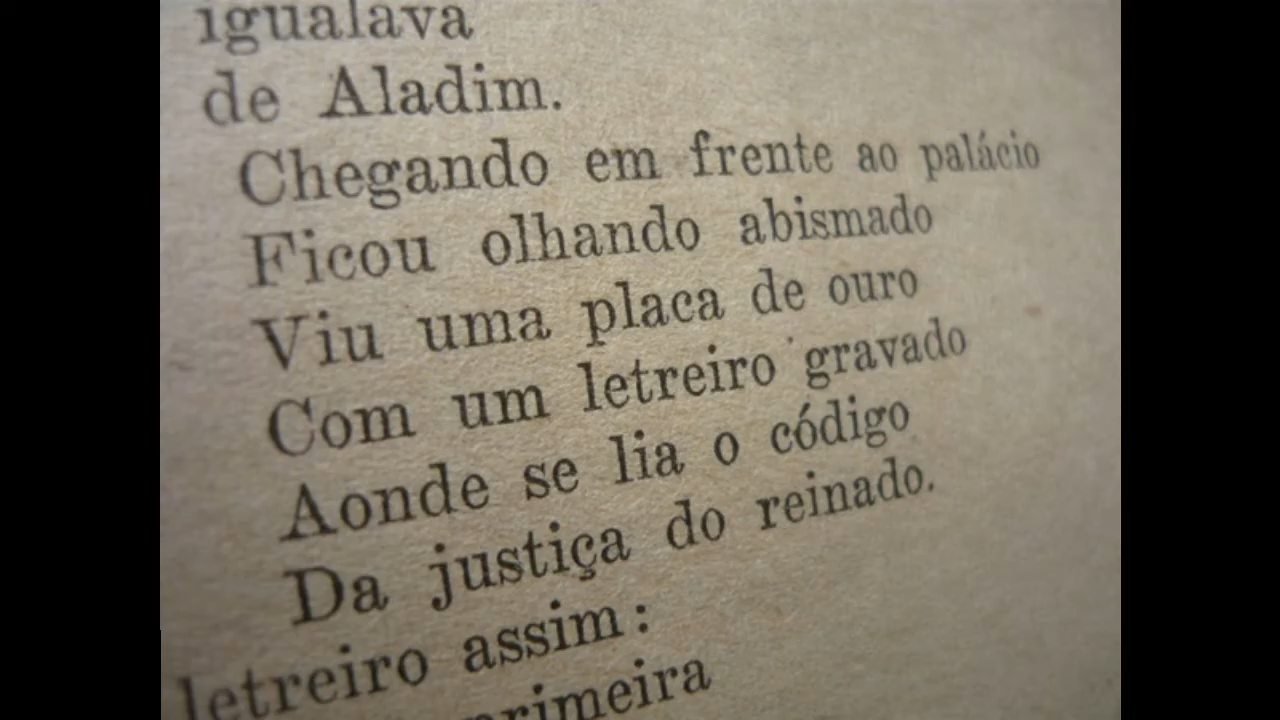 igualava
de Aladim.
Chegando em frente ao palácio
Ficou olhando abismado
Viu uma placa de ouro
Com um letreiro gravado
Aonde se lia o código
Da justiça do reinado.
letreiro assim:
primeira